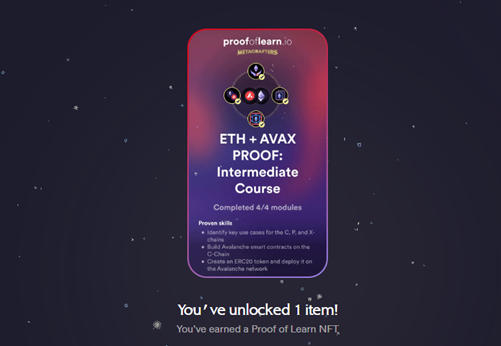 proofoflearn.io
METACRAFTERS
ETH + AVAX
PROOF:
Intermediate
Course
Completed 4/4 modules
Proven skills
• Identify key use cases for the C, P, and X-
chains
• Build Avalanche smart contracts on the
C-Chain
• Create an ERC20 token and deploy it on
the Avalanche network
You've unlocked 1 item!
You've earned a Proof of Learn NFT.